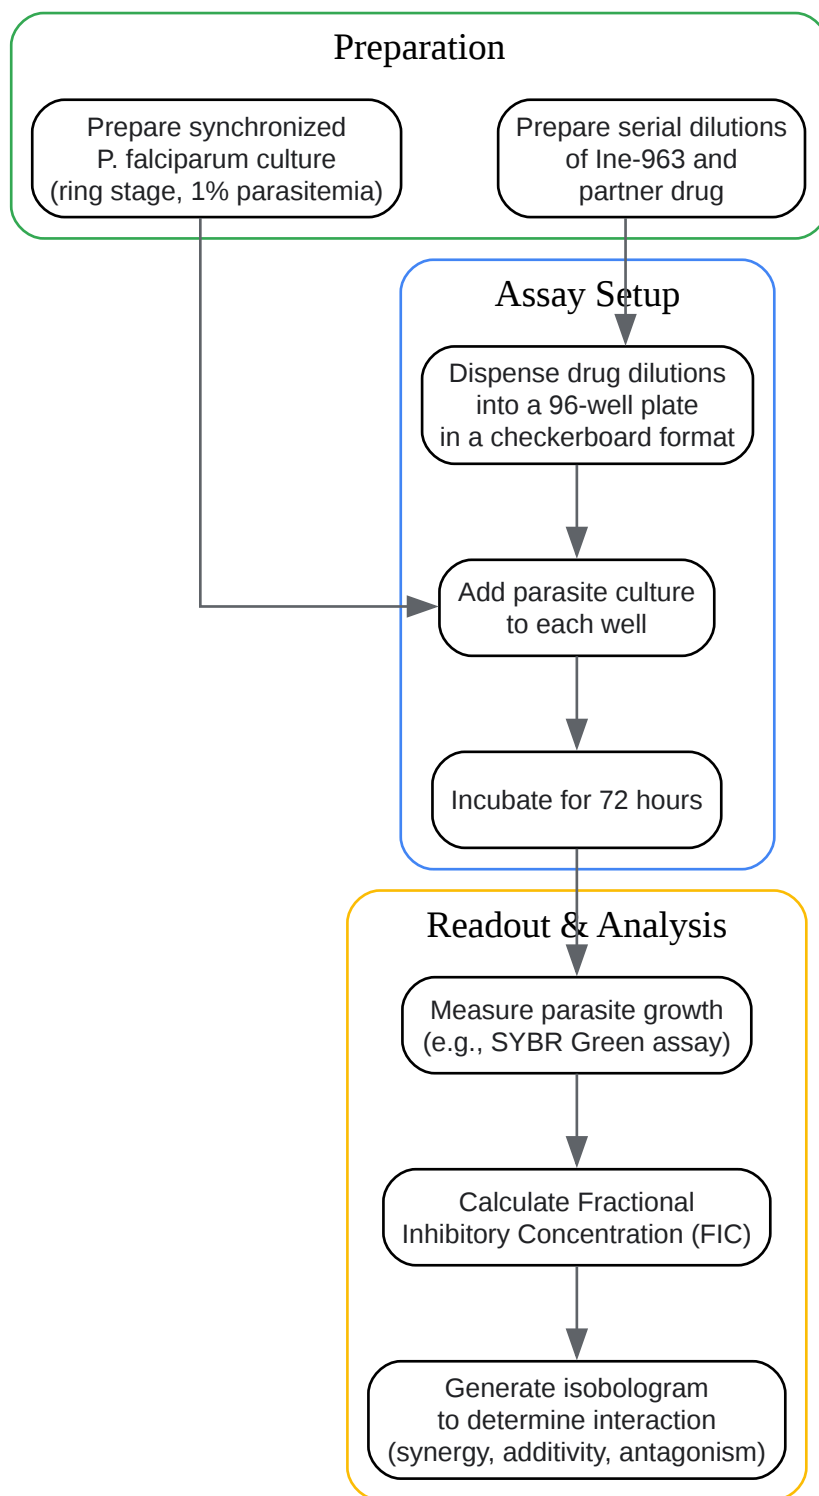 Preparation
Prepare synchronized
P. falciparum culture
(ring stage, 1% parasitemia)
Prepare serial dilutions
of Ine-963 and
partner drug
Assay Setup
Dispense drug dilutions
into a 96-well plate
in a checkerboard format
Add parasite culture
to each well
Incubate for 72 hours
Readout & Analysis
Measure parasite growth
(e.g., SYBR Green assay)
Calculate Fractional
Inhibitory Concentration (FIC)
Generate isobologram
to determine interaction
(synergy, additivity, antagonism)